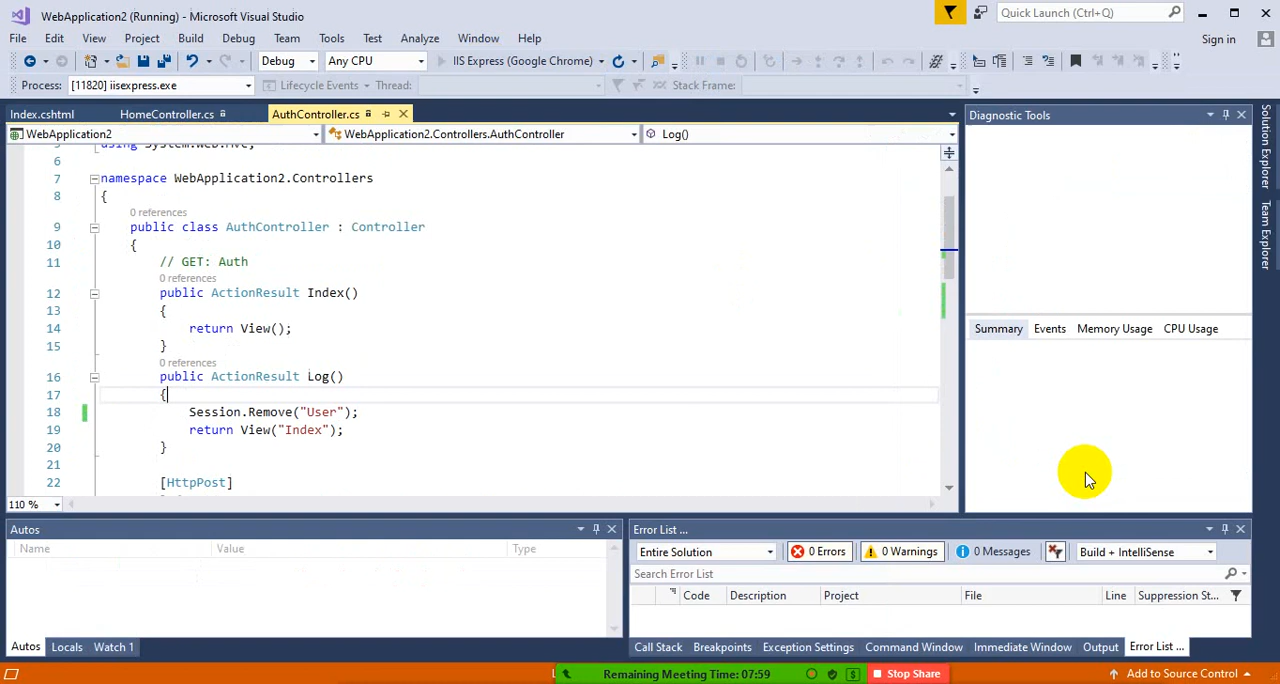 WebApplication2 (Running) - Microsoft Visual Studio
Quick Launch (Ctrl+Q)
File Edit View Project Build Debug Team Tools Test Analyze Window Help
Sign in
Debug Any CPU IIS Express (Google Chrome)
Process: [11820] iisexpress.exe Lifecycle Events Thread: Stack Frame:
Index.cshtml HomeController.cs AuthController.cs
WebApplication2 WebApplication2.Controllers.AuthController Log()
using System.Web.Mvc;
6
7 namespace WebApplication2.Controllers
8 {
0 references
9 public class AuthController : Controller
10 {
11 // GET: Auth
0 references
12 public ActionResult Index()
13 {
14 return View();
15 }
0 references
16 public ActionResult Log()
17 {
18 Session.Remove("User");
19 return View("Index");
20 }
21
22 [HttpPost]
110 %
Diagnostic Tools
Summary Events Memory Usage CPU Usage
Solution Explorer
Team Explorer
Autos
Name Value Type
Autos Locals Watch 1
Error List ...
Entire Solution 0 Errors 0 Warnings 0 Messages Build + IntelliSense
Search Error List
Code Description Project File Line Suppression St...
Call Stack Breakpoints Exception Settings Command Window Immediate Window Output Error List ...
Remaining Meeting Time: 07:59 Stop Share
Add to Source Control